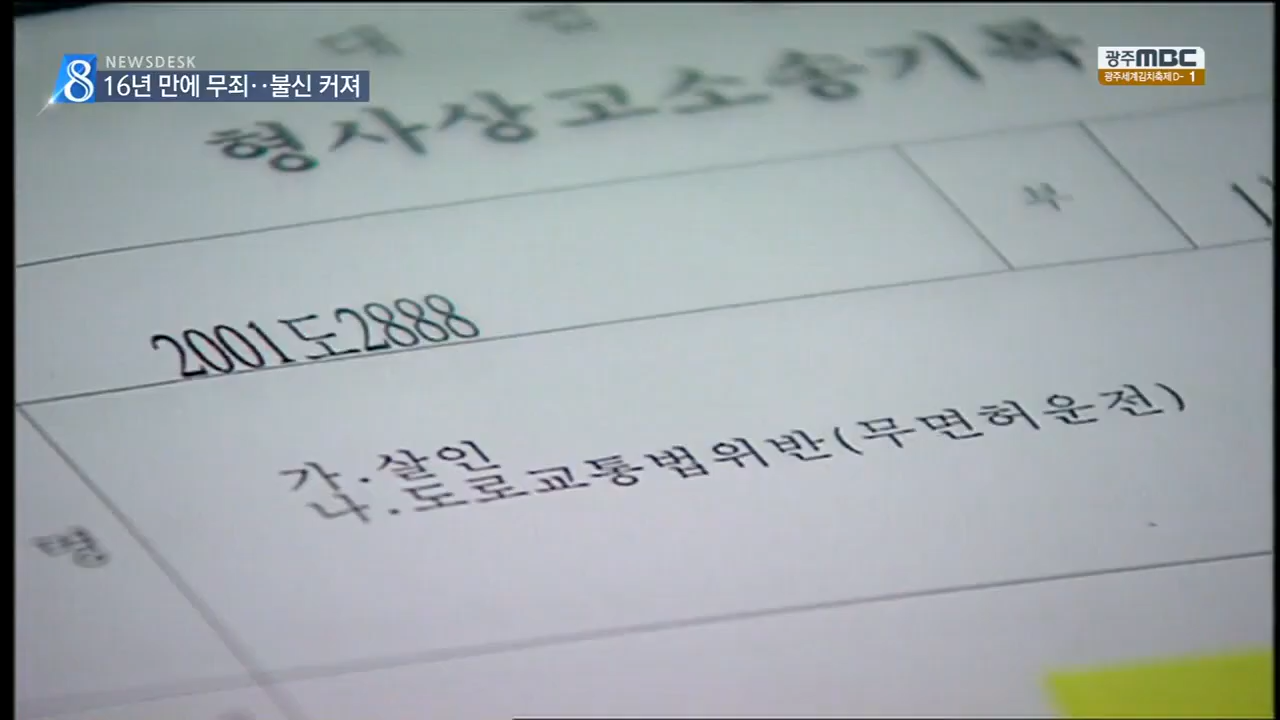 NEWSDESK
8 16년 만에 무죄··불신 커져
광주MBC
광주세계김치축제 D-1
대 법
형사상고소송기록
부
2001도2888
가.살인
나.도로교통법위반(무면허운전)
명